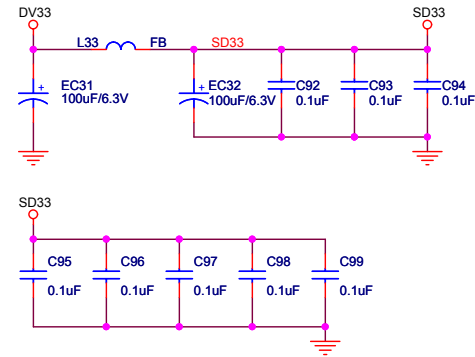 DV33
SD33
L33 FB SD33
EC31
100uF/6.3V
EC32
100uF/6.3V
C92
0.1uF
C93
0.1uF
C94
0.1uF
SD33
C95 C96 C97 C98 C99
0.1uF 0.1uF 0.1uF 0.1uF 0.1uF